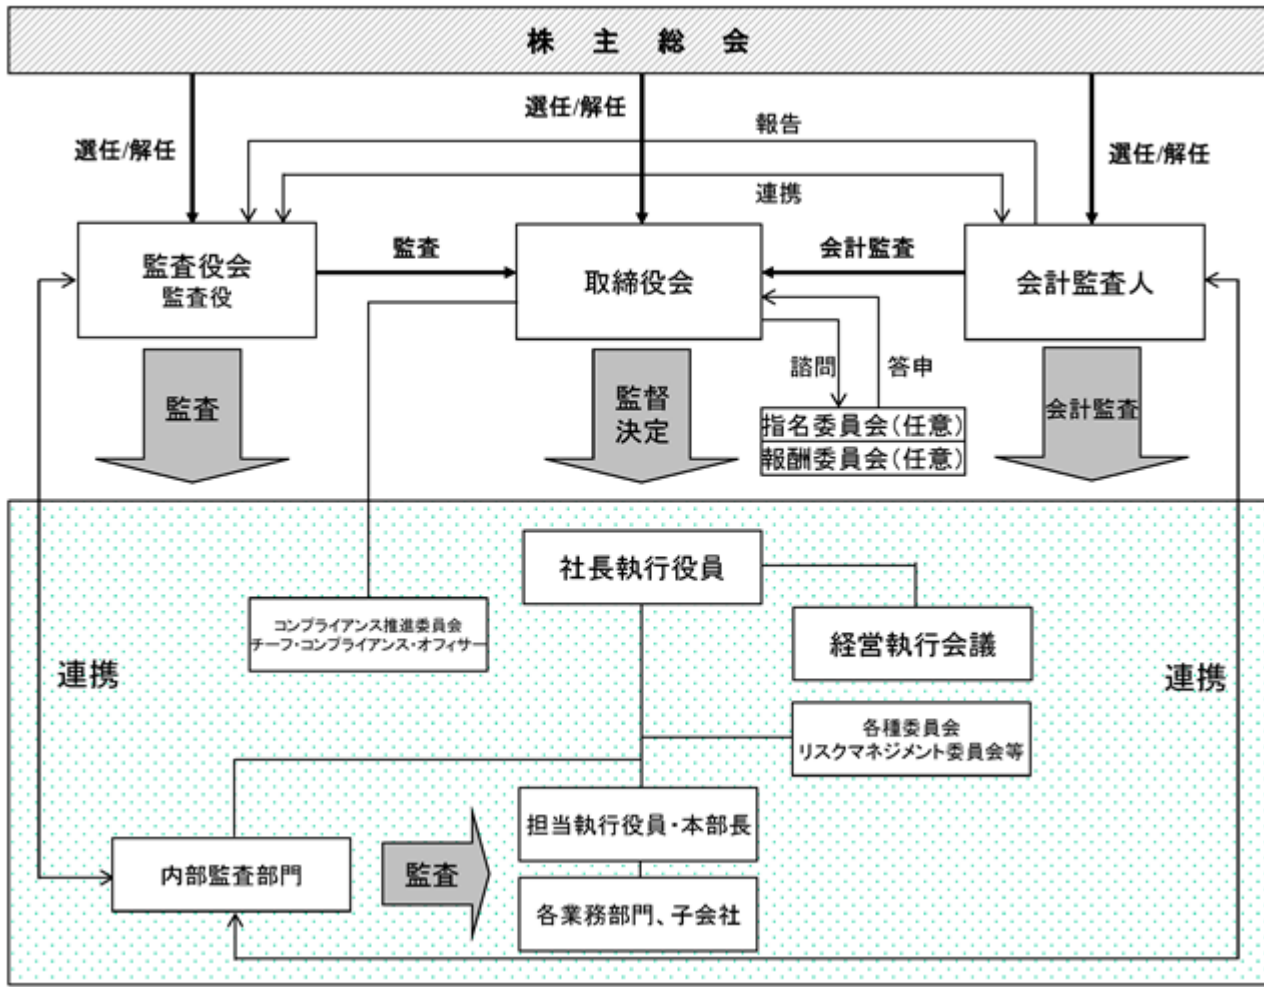 株主総会
選任/解任
選任/解任
選任/解任
報告
連携
監査役会
監査役
監査
取締役会
会計監査
会計監査人
諮問
答申
指名委員会(任意)
報酬委員会(任意)
監査
監督
決定
会計監査
社長執行役員
経営執行会議
コンプライアンス推進委員会
チーフ・コンプライアンス・オフィサー
連携
連携
各種委員会
リスクマネジメント委員会等
担当執行役員・本部長
内部監査部門
監査
各業務部門、子会社